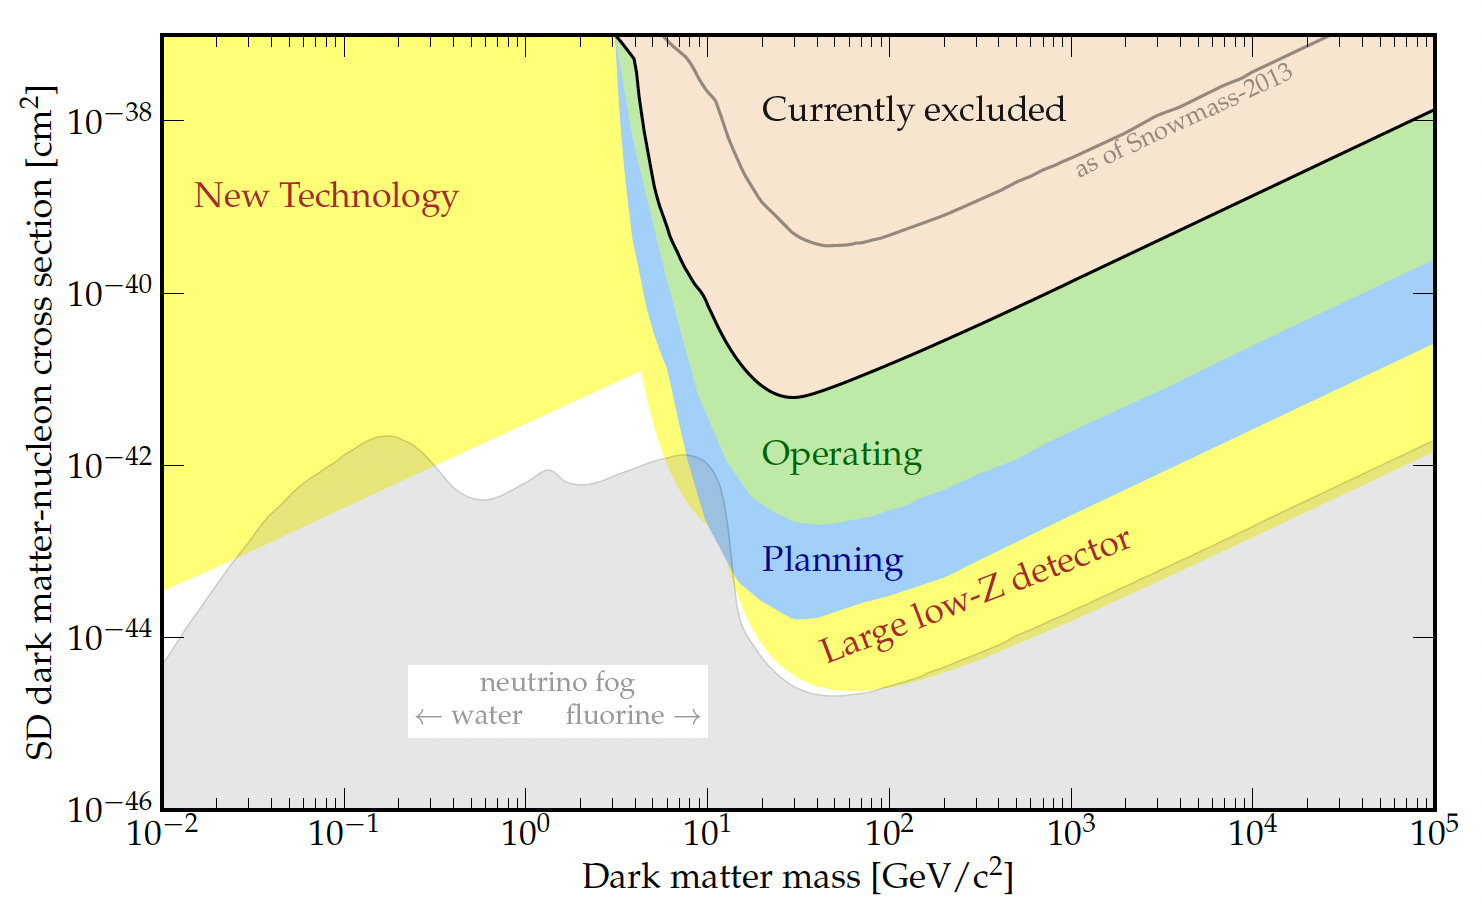 SD dark matter-nucleon cross section [cm²]
10⁻³⁸
10⁻⁴⁰
10⁻⁴²
10⁻⁴⁴
10⁻⁴⁶
New Technology
Currently excluded
as of Snowmass-2013
Operating
Planning
Large low-Z detector
neutrino fog
← water fluorine →
10⁻² 10⁻¹ 10⁰ 10¹ 10² 10³ 10⁴ 10⁵
Dark matter mass [GeV/c²]